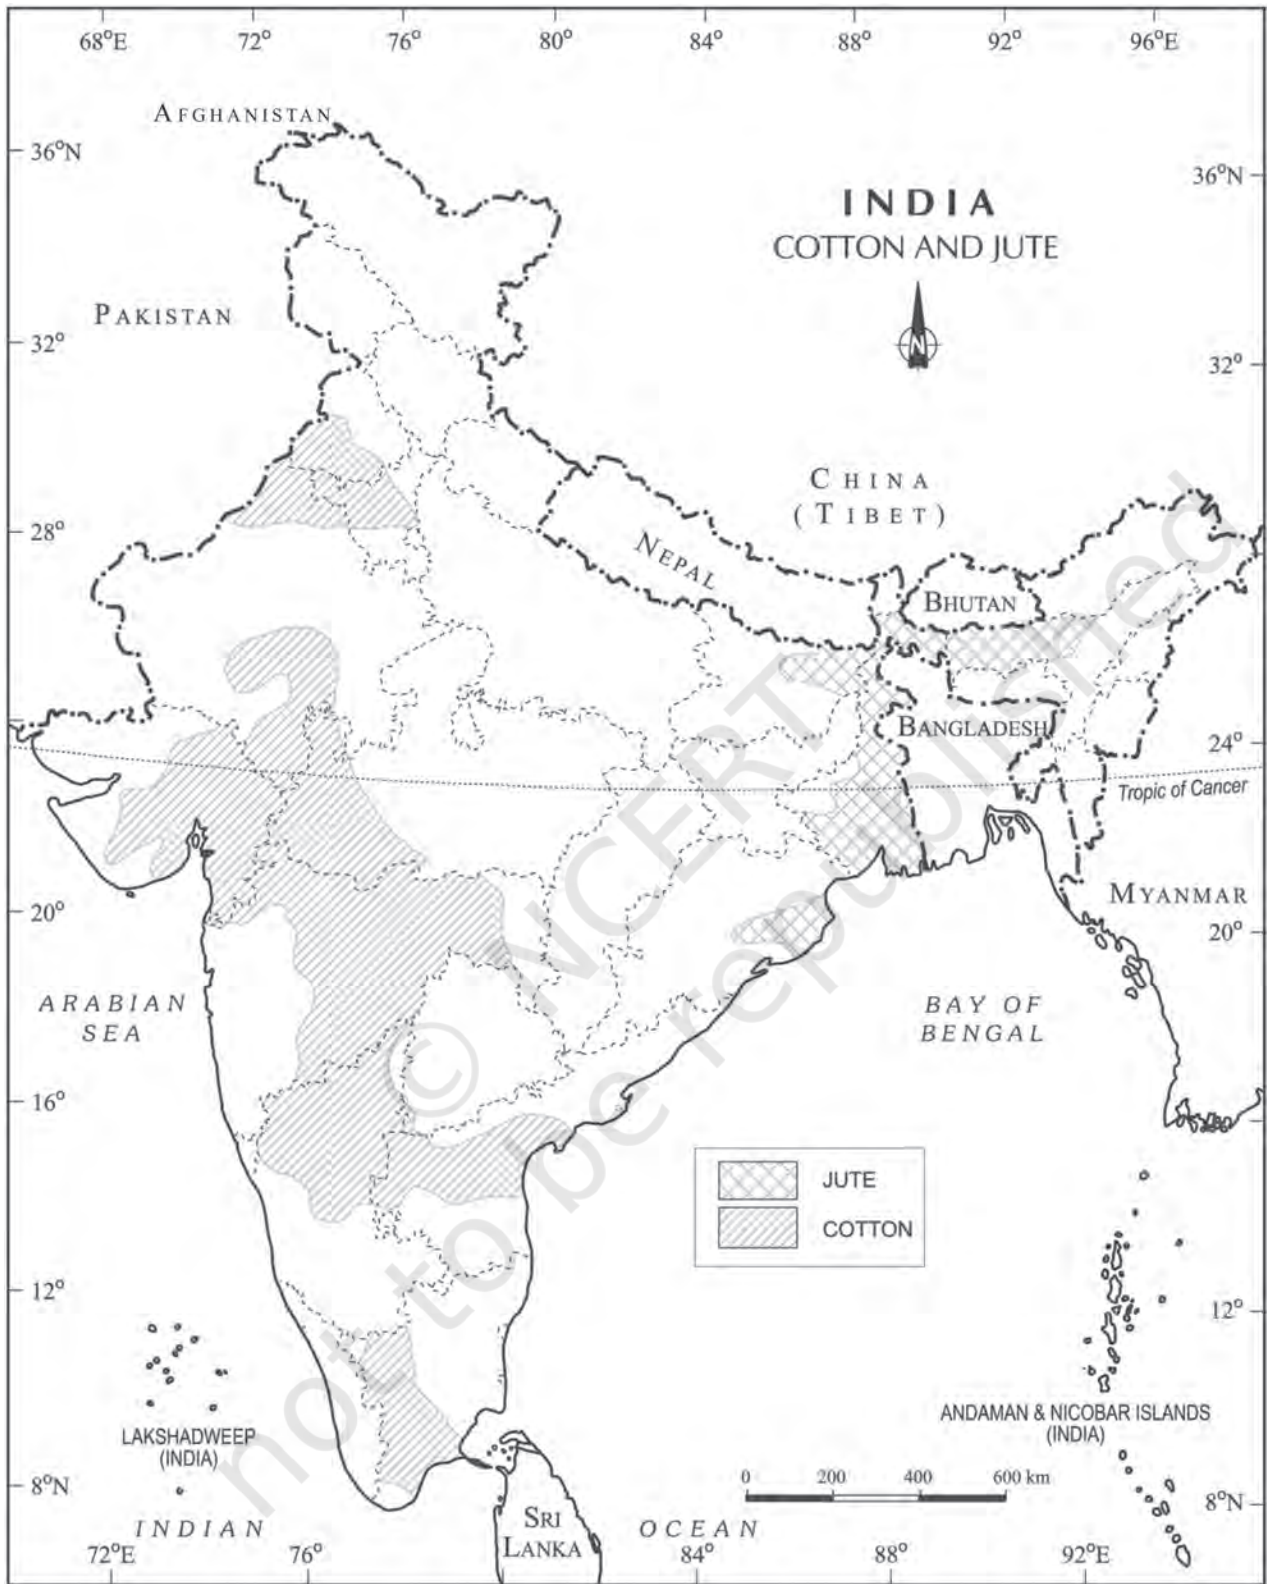 68°E 72° 76° 80° 84° 88° 92° 96°E
AFGHANISTAN
36°N
36°N
INDIA
COTTON AND JUTE
PAKISTAN
N
32°
32°
CHINA
(TIBET)
28°
NEPAL
BHUTAN
BANGLADESH
24°
Tropic of Cancer
MYANMAR
20°
20°
ARABIAN
SEA
BAY OF
BENGAL
16°
JUTE
COTTON
12°
12°
LAKSHADWEEP
(INDIA)
ANDAMAN & NICOBAR ISLANDS
(INDIA)
0 200 400 600 km
8°N
8°N
SRI
LANKA
INDIAN
OCEAN
72°E 76° 84° 88° 92°E
© NCERT
not to be republished